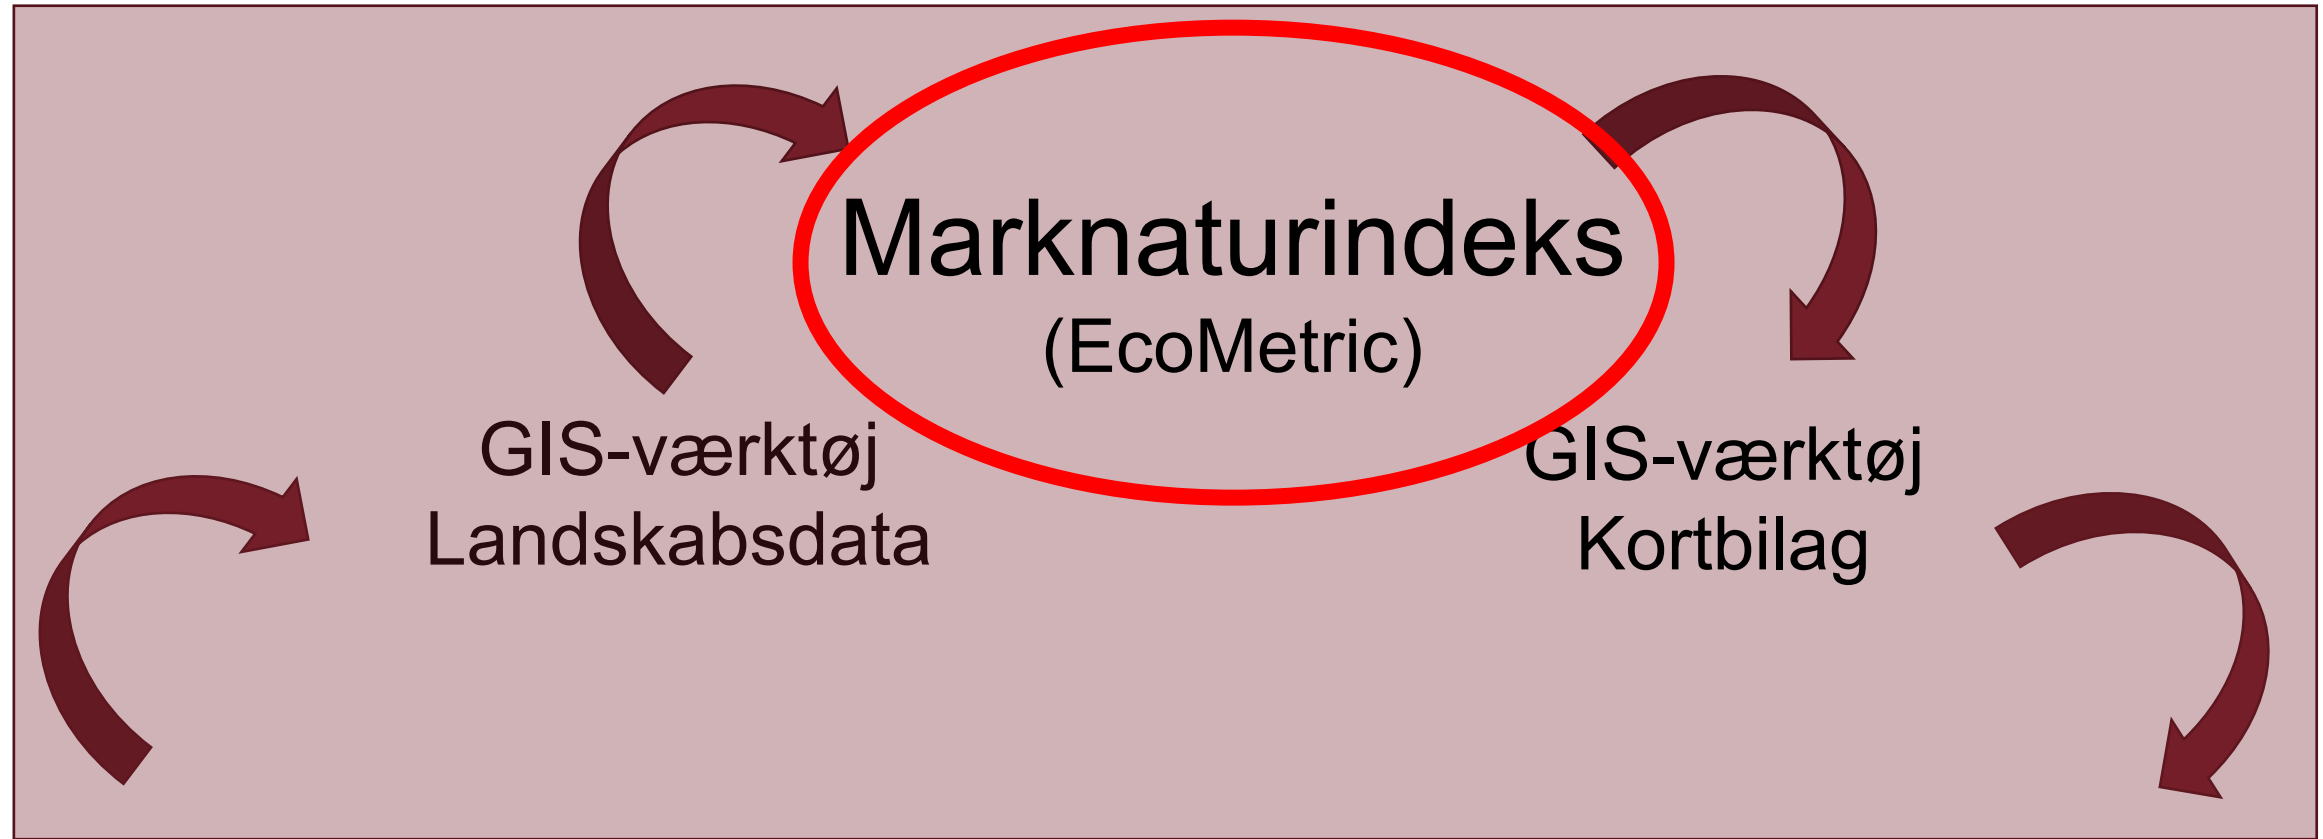 Marknaturindeks
(EcoMetric)
GIS-værktøj
Landskabsdata
GIS-værktøj
Kortbilag